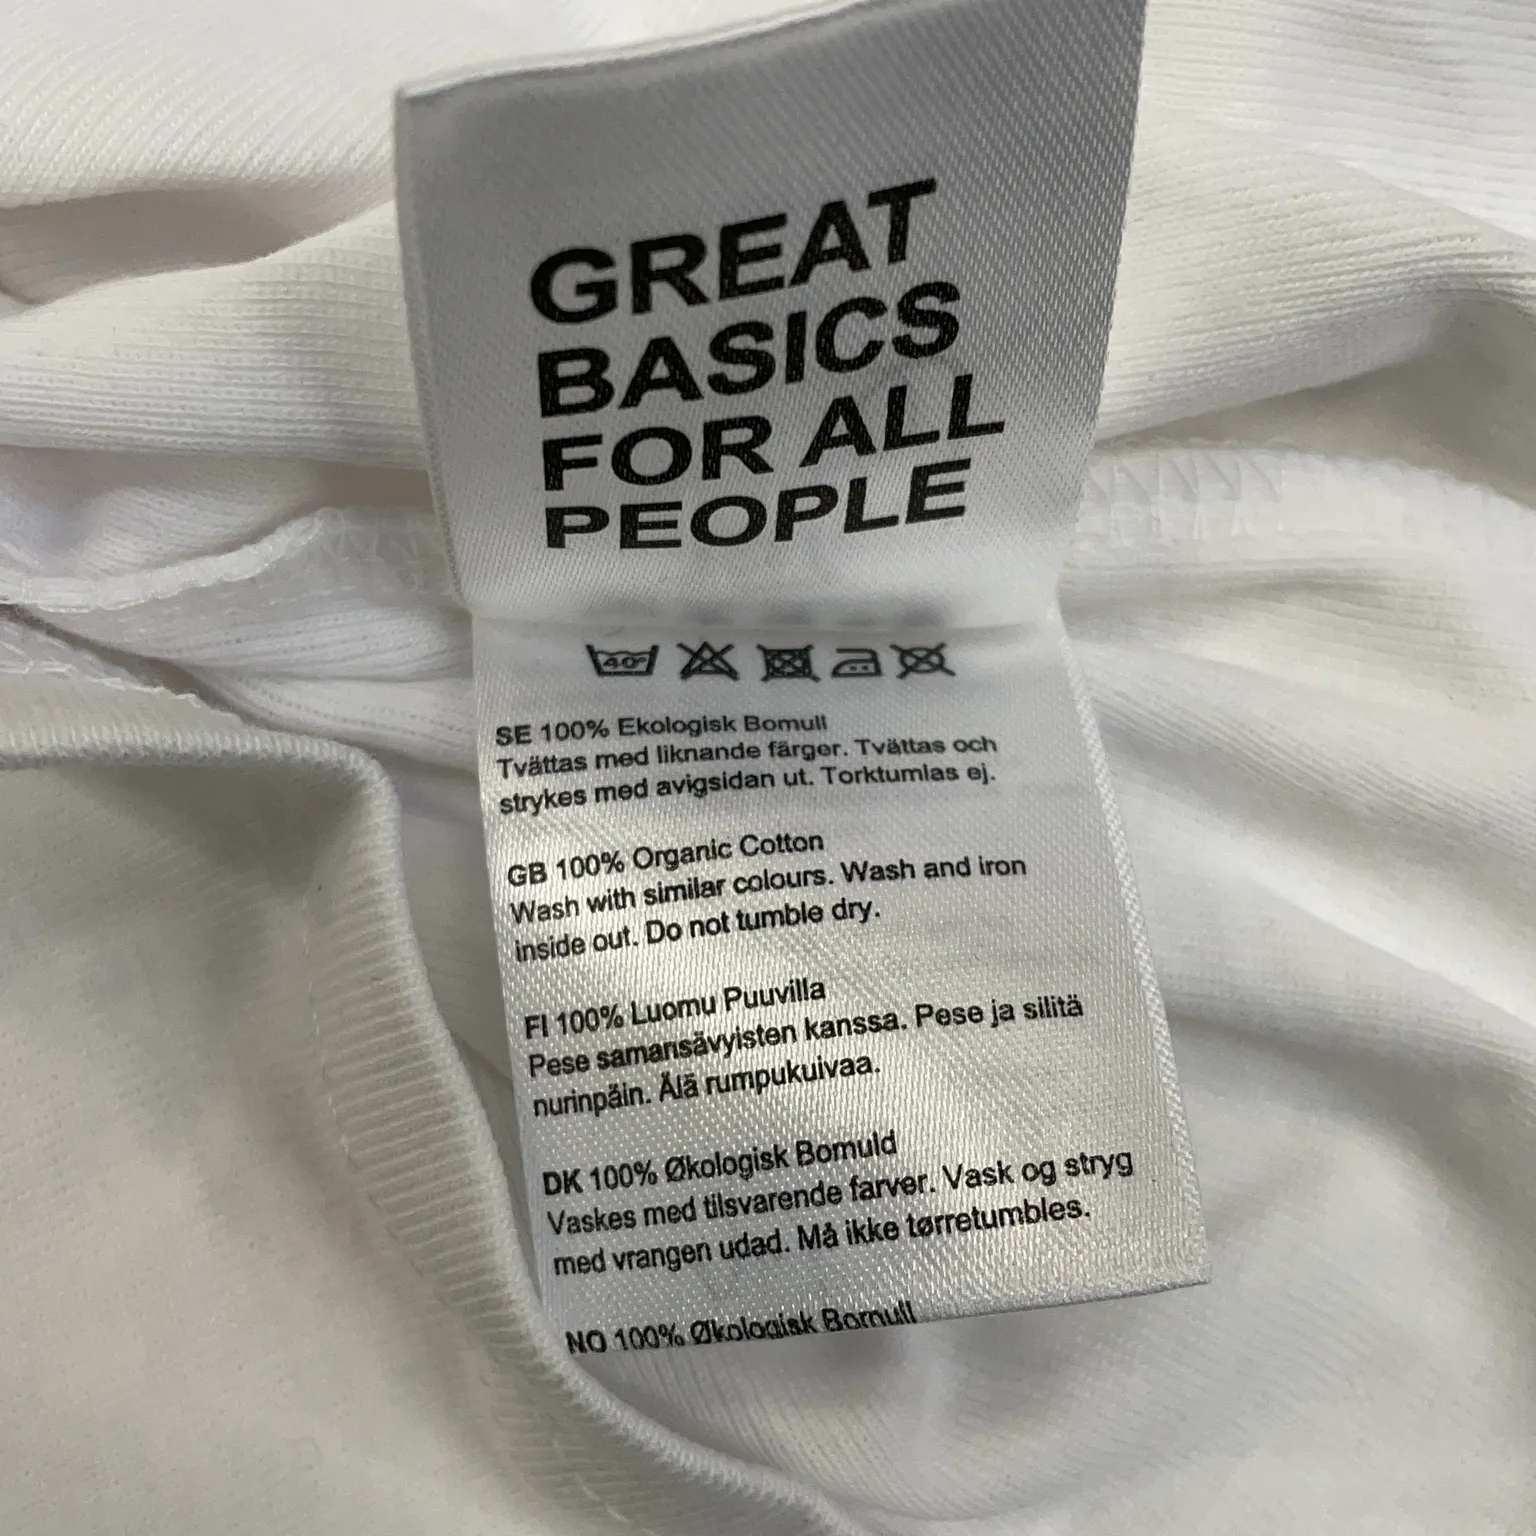 GREAT
BASICS
FOR ALL
PEOPLE
40°
SE 100% Ekologisk Bomull
Tvättas med liknande färger. Tvättas och
strykes med avigsidan ut. Torktumlas ej.
GB 100% Organic Cotton
Wash with similar colours. Wash and iron
inside out. Do not tumble dry.
FI 100% Luomu Puuvilla
Pese samansävyisten kanssa. Pese ja silitä
nurinpäin. Älä rumpukuivaa.
DK 100% Økologisk Bomuld
Vaskes med tilsvarende farver. Vask og stryg
med vrangen udad. Må ikke tørretumbles.
NO 100% Økologisk Bomull